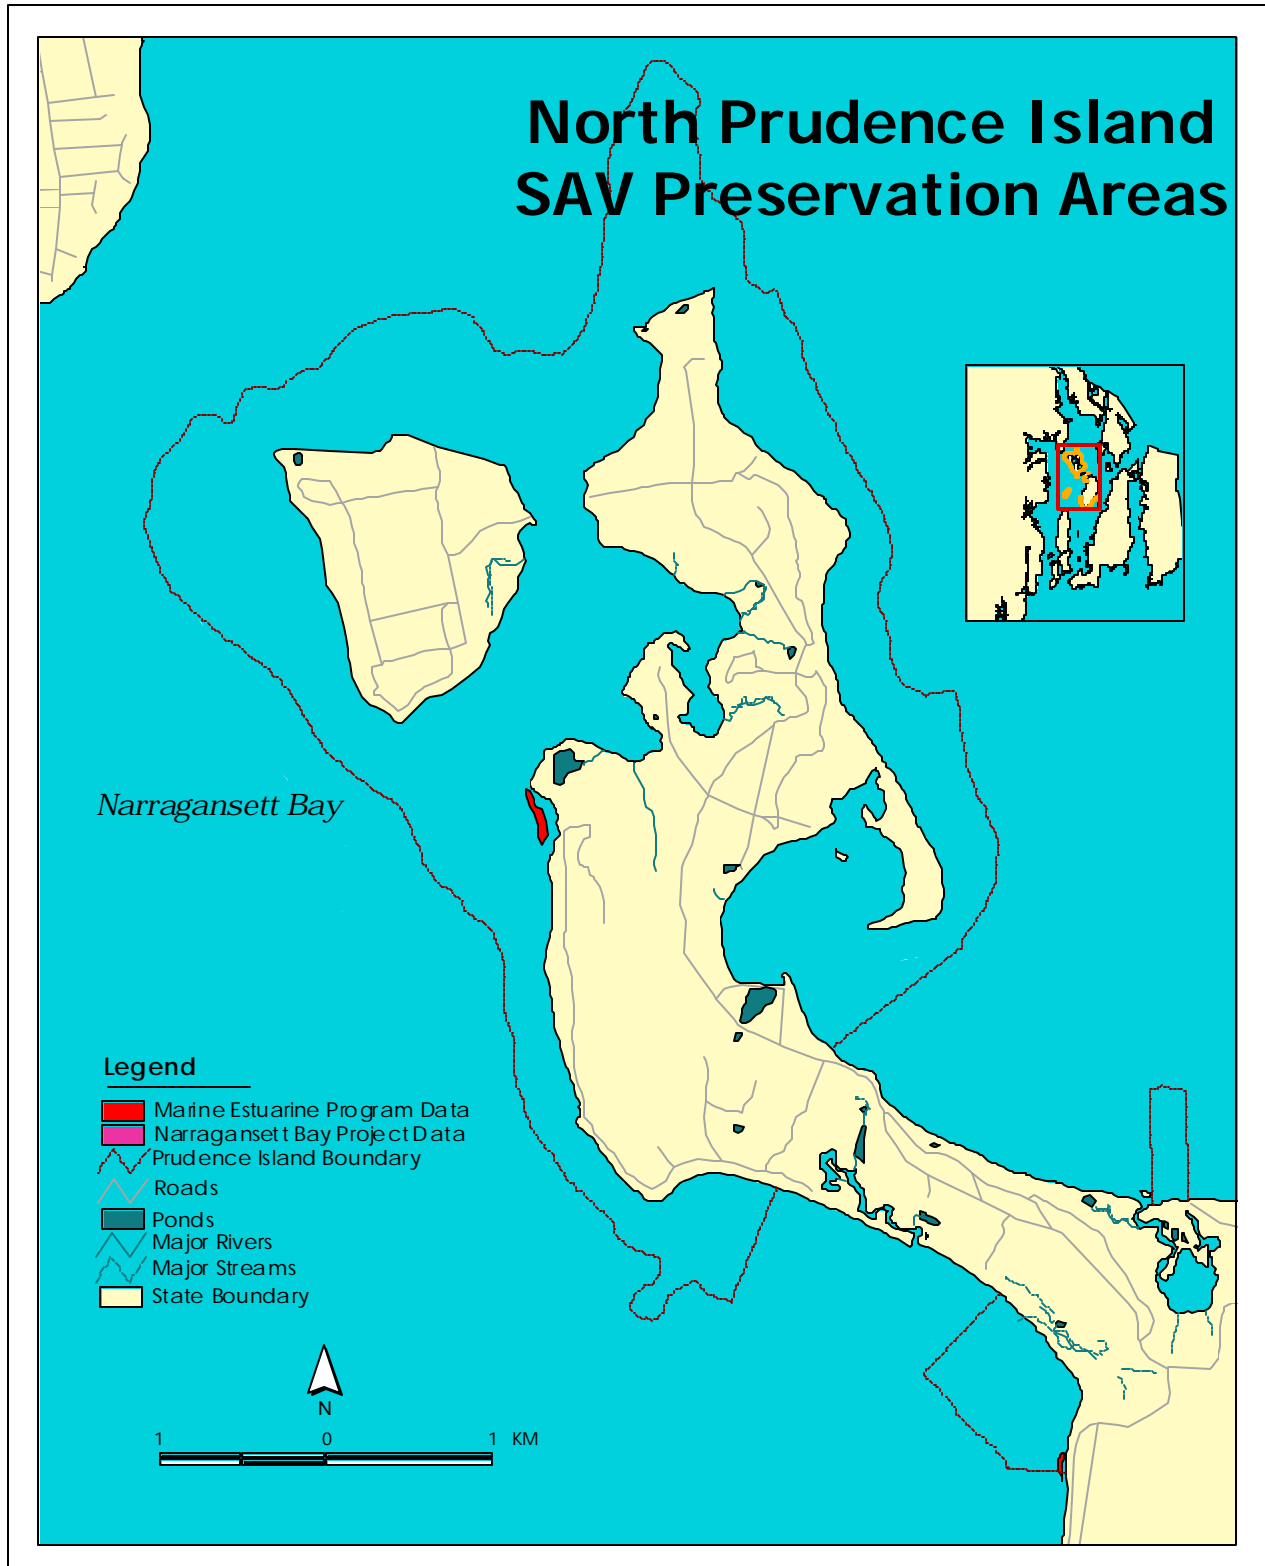 North Prudence Island
SAV Preservation Areas
Narragansett Bay
Legend
Marine Estuarine Program Data
Narragansett Bay Project Data
Prudence Island Boundary
Roads
Ponds
Major Rivers
Major Streams
State Boundary
N
1 0 1 KM